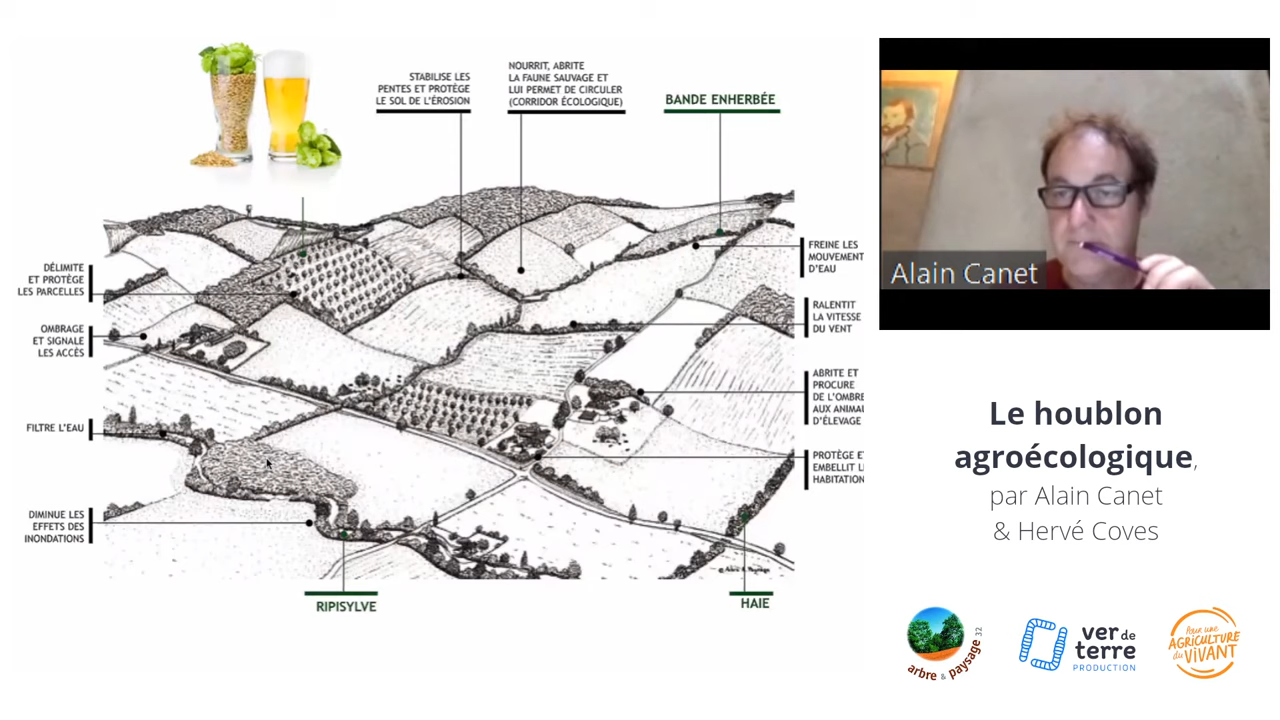 STABILISE LES
PENTES ET PROTÈGE
LE SOL DE L'ÉROSION
NOURRIT, ABRITE
LA FAUNE SAUVAGE ET
LUI PERMET DE CIRCULER
(CORRIDOR ÉCOLOGIQUE)
BANDE ENHERBÉE
DÉLIMITE
ET PROTÈGE
LES PARCELLES
OMBRAGE
ET SIGNALE
LES ACCÈS
FILTRE L'EAU
DIMINUE LES
EFFETS DES
INONDATIONS
FREINE LES
MOUVEMENT
D'EAU
RALENTIT
LA VITESSE
DU VENT
ABRITE ET
PROCURE
DE L'OMBRE
AUX ANIMAU
D'ÉLEVAGE
PROTÈGE ET
EMBELLIT L
HABITATION
RIPISYLVE
HAIE
© Arbre & Paysage
Alain Canet
Le houblon
agroécologique,
par Alain Canet
& Hervé Coves
arbre & paysage 32
ver de
terre
PRODUCTION
Pour une
AGRICULTURE
du VIVANT